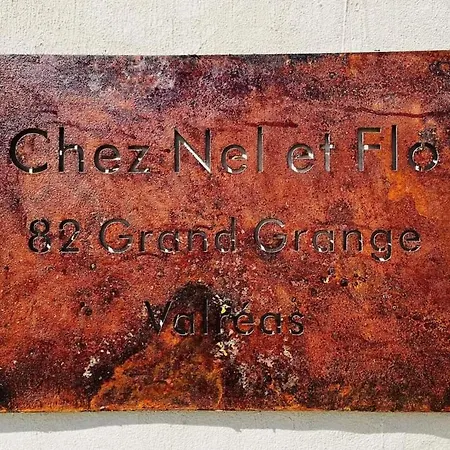 Chez Nel et Flo
82 Grand Grange
Valréas